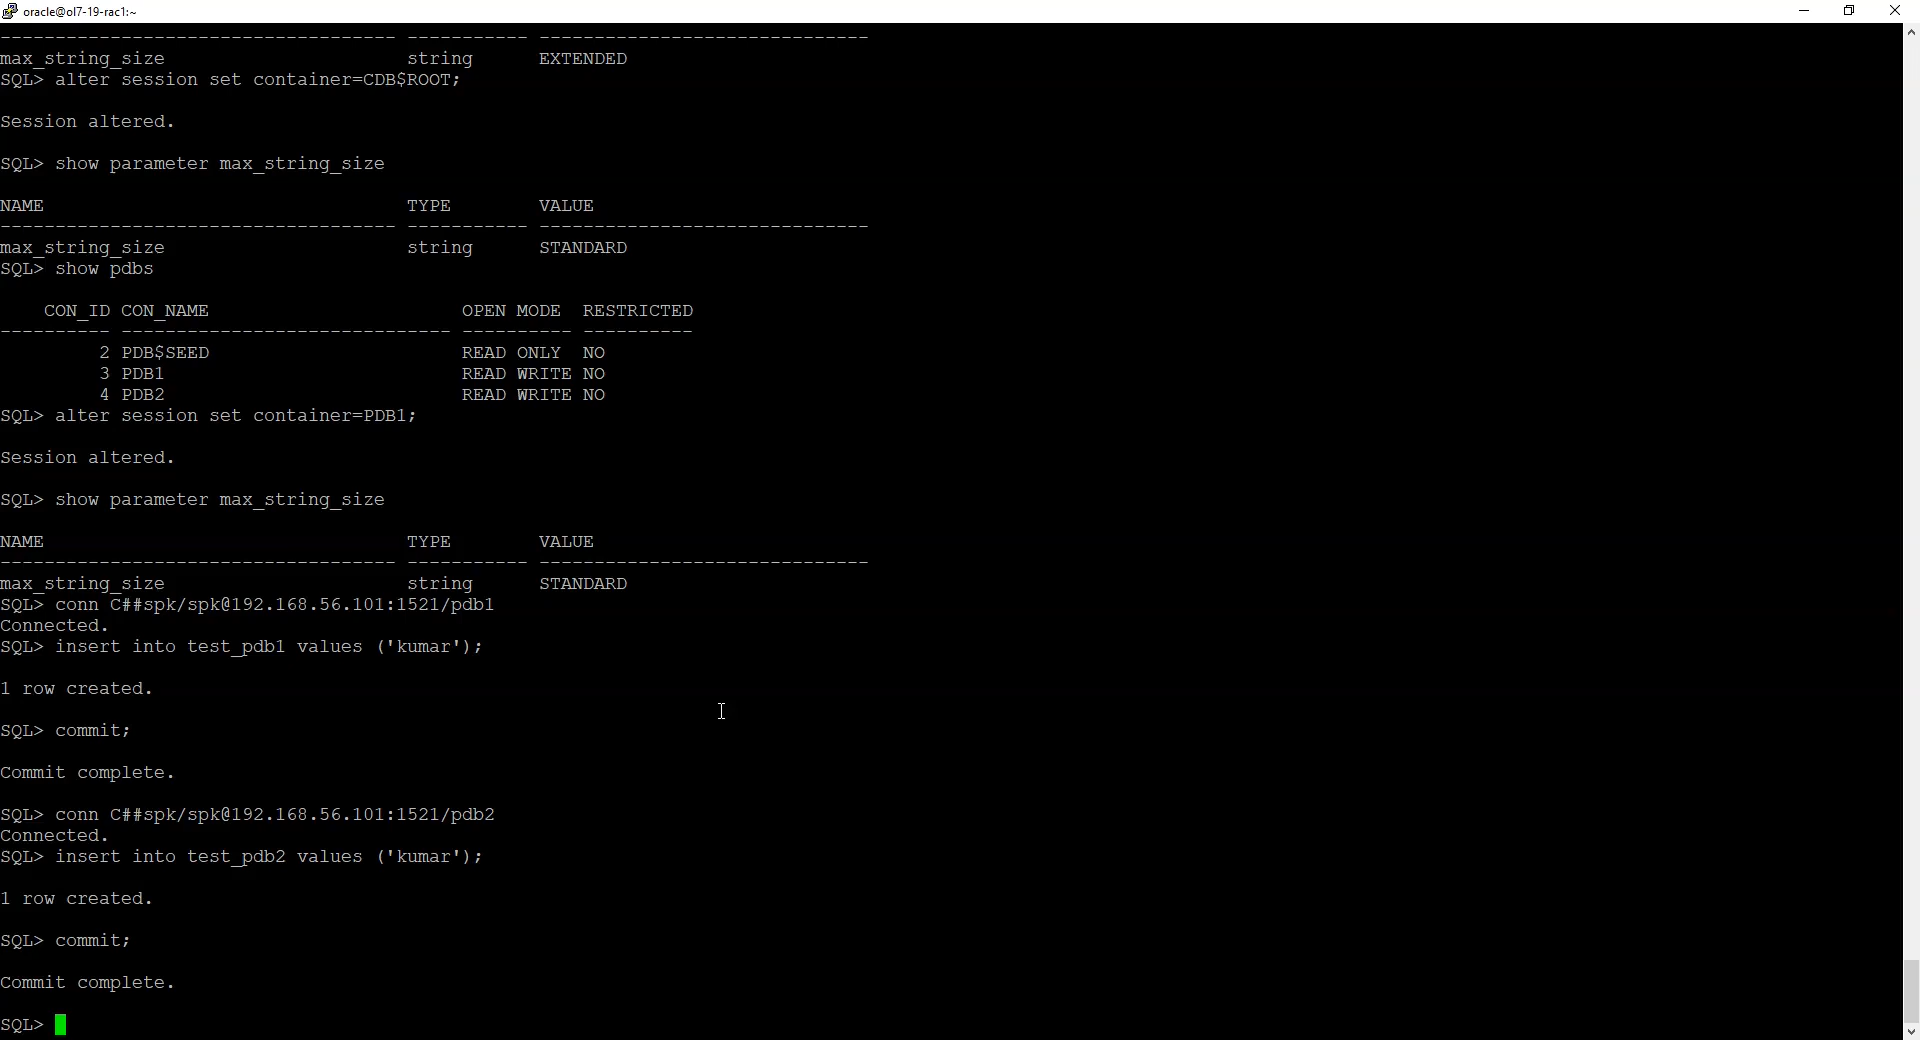 oracle@ol7-19-rac1:~
------------------------------------ ----------- ------------------------------
max_string_size                      string      EXTENDED
SQL> alter session set container=CDB$ROOT;
Session altered.
SQL> show parameter max_string_size
NAME                                 TYPE        VALUE
------------------------------------ ----------- ------------------------------
max_string_size                      string      STANDARD
SQL> show pdbs
    CON_ID CON_NAME                       OPEN MODE  RESTRICTED
---------- ------------------------------ ---------- ----------
         2 PDB$SEED                       READ ONLY  NO
         3 PDB1                           READ WRITE NO
         4 PDB2                           READ WRITE NO
SQL> alter session set container=PDB1;
Session altered.
SQL> show parameter max_string_size
NAME                                 TYPE        VALUE
------------------------------------ ----------- ------------------------------
max_string_size                      string      STANDARD
SQL> conn C##spk/spk@192.168.56.101:1521/pdb1
Connected.
SQL> insert into test_pdb1 values ('kumar');
1 row created.
SQL> commit;
Commit complete.
SQL> conn C##spk/spk@192.168.56.101:1521/pdb2
Connected.
SQL> insert into test_pdb2 values ('kumar');
1 row created.
SQL> commit;
Commit complete.
SQL>